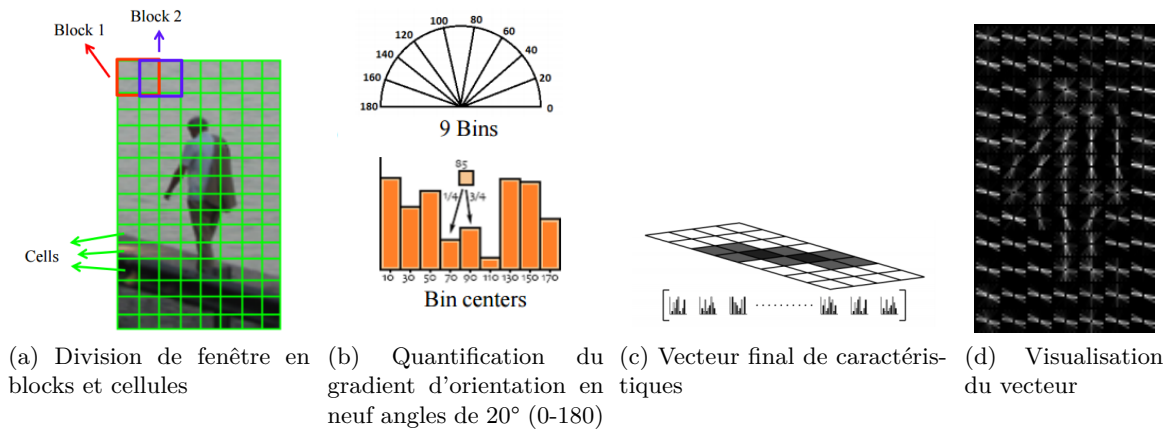 Block 1
Block 2
Cells
(a) Division de fenêtre en
blocks et cellules
100
80
120
60
140
40
160
20
180
0
9 Bins
85
1/4
3/4
10 30 50 70 90 110 130 150 170
Bin centers
(b) Quantification du
gradient d'orientation en
neuf angles de 20° (0-180)
(c) Vecteur final de caractéris-
tiques
(d) Visualisation
du vecteur